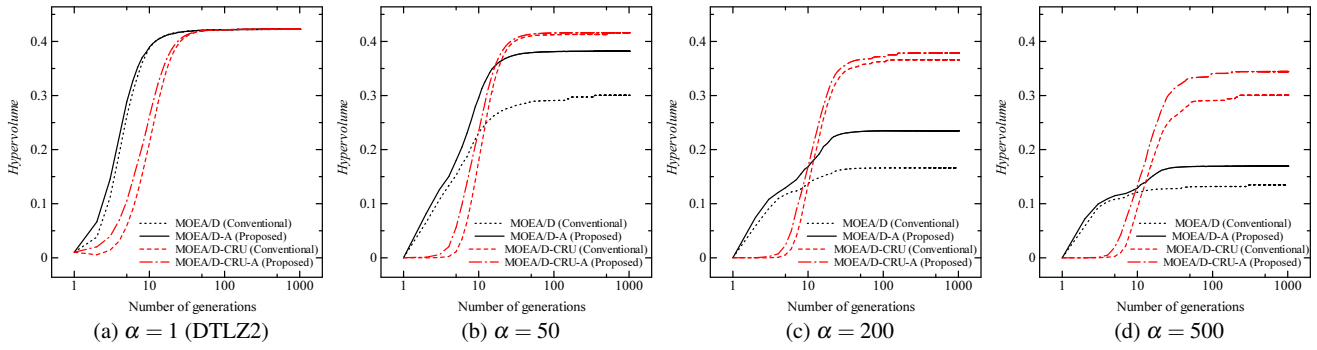 0.4
0.3
0.2
0.1
0
Hypervolume
MOEA/D (Conventional)
MOEA/D-A (Proposed)
MOEA/D-CRU (Conventional)
MOEA/D-CRU-A (Proposed)
1 10 100 1000
Number of generations
(a) α = 1 (DTLZ2)
0.4
0.3
0.2
0.1
0
Hypervolume
MOEA/D (Conventional)
MOEA/D-A (Proposed)
MOEA/D-CRU (Conventional)
MOEA/D-CRU-A (Proposed)
1 10 100 1000
Number of generations
(b) α = 50
0.4
0.3
0.2
0.1
0
Hypervolume
MOEA/D (Conventional)
MOEA/D-A (Proposed)
MOEA/D-CRU (Conventional)
MOEA/D-CRU-A (Proposed)
1 10 100 1000
Number of generations
(c) α = 200
0.4
0.3
0.2
0.1
0
Hypervolume
MOEA/D (Conventional)
MOEA/D-A (Proposed)
MOEA/D-CRU (Conventional)
MOEA/D-CRU-A (Proposed)
1 10 100 1000
Number of generations
(d) α = 500